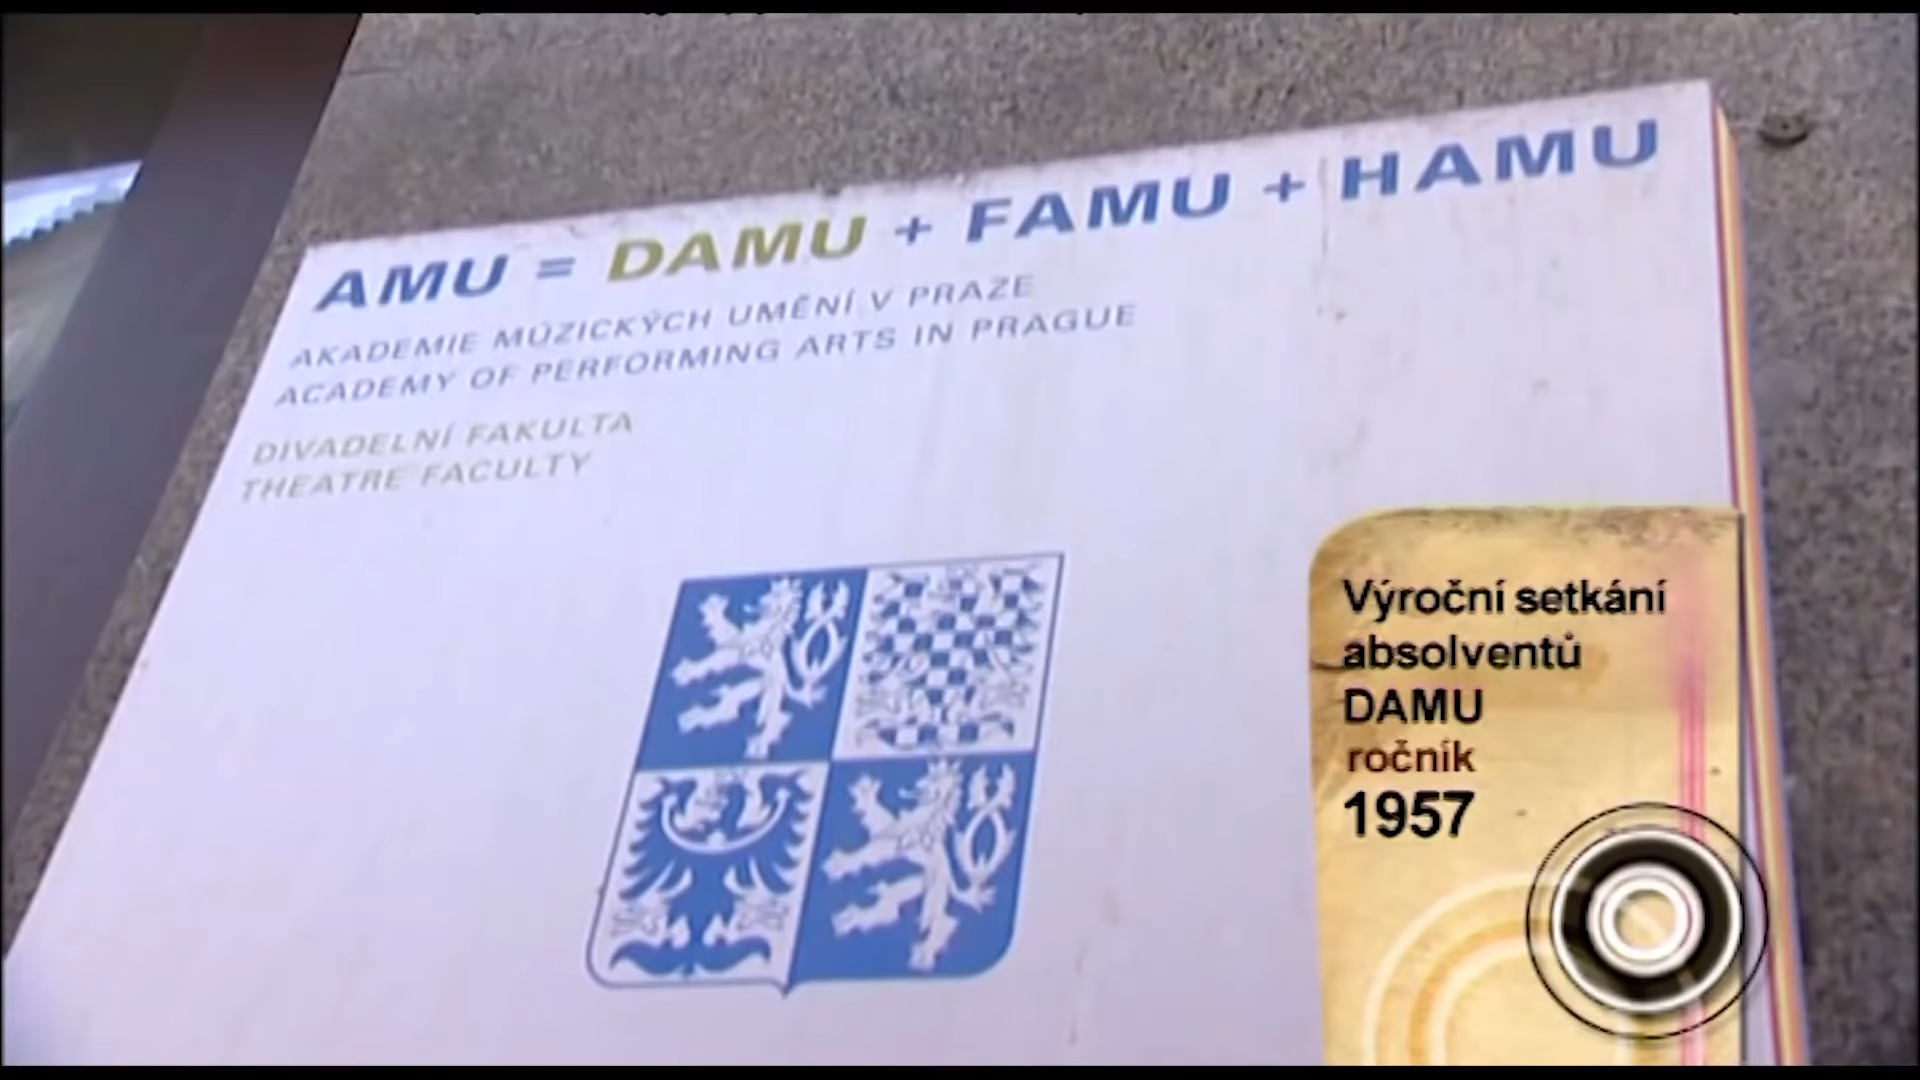 AMU = DAMU + FAMU + HAMU
AKADEMIE MÚZICKÝCH UMĚNÍ V PRAZE
ACADEMY OF PERFORMING ARTS IN PRAGUE
DIVADELNÍ FAKULTA
THEATRE FACULTY
Výroční setkání
absolventů
DAMU
ročník
1957